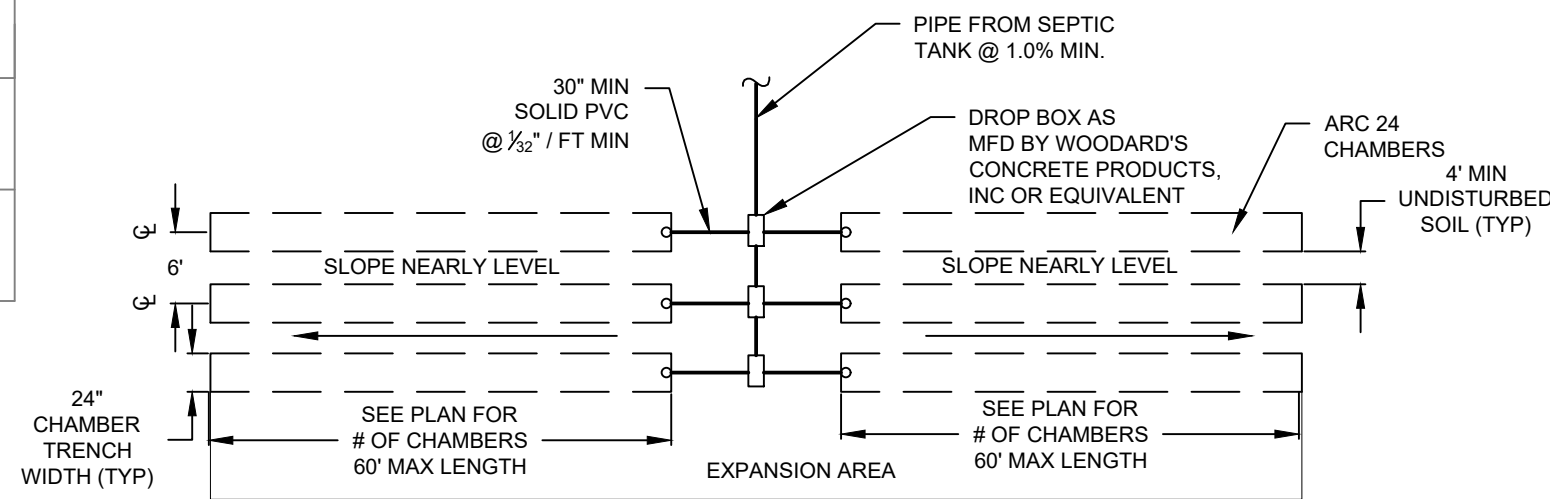 PIPE FROM SEPTIC
TANK @ 1.0% MIN.
30" MIN
SOLID PVC
@ 1/32" / FT MIN
DROP BOX AS
MFD BY WOODARD'S
CONCRETE PRODUCTS,
INC OR EQUIVALENT
ARC 24
CHAMBERS
4' MIN
UNDISTURBED
SOIL (TYP)
℄
6'
℄
SLOPE NEARLY LEVEL
SLOPE NEARLY LEVEL
24"
CHAMBER
TRENCH
WIDTH (TYP)
SEE PLAN FOR
# OF CHAMBERS
60' MAX LENGTH
SEE PLAN FOR
# OF CHAMBERS
60' MAX LENGTH
EXPANSION AREA